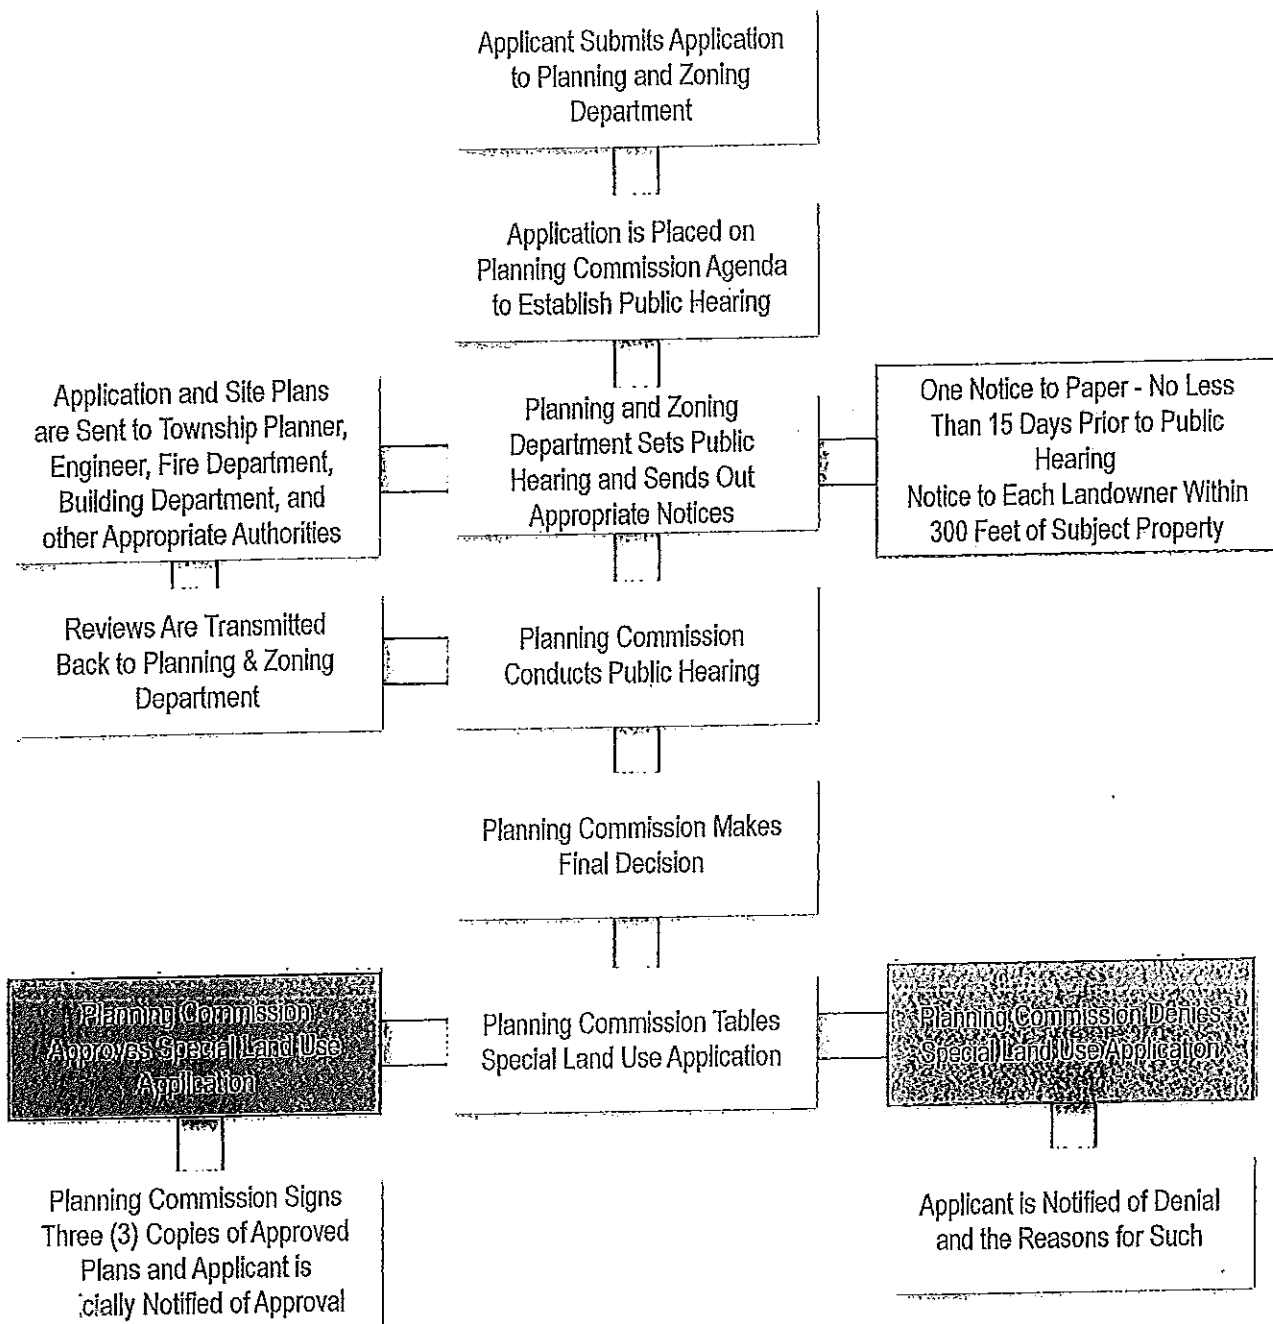 Applicant Submits Application
to Planning and Zoning
Department
Application is Placed on
Planning Commission Agenda
to Establish Public Hearing
Application and Site Plans
are Sent to Township Planner,
Engineer, Fire Department,
Building Department, and
other Appropriate Authorities
Planning and Zoning
Department Sets Public
Hearing and Sends Out
Appropriate Notices
One Notice to Paper - No Less
Than 15 Days Prior to Public
Hearing
Notice to Each Landowner Within
300 Feet of Subject Property
Reviews Are Transmitted
Back to Planning & Zoning
Department
Planning Commission
Conducts Public Hearing
Planning Commission Makes
Final Decision
Planning Commission
Approves Special Land Use
Application
Planning Commission Tables
Special Land Use Application
Planning Commission Denies
Special Land Use Application
Planning Commission Signs
Three (3) Copies of Approved
Plans and Applicant is
cially Notified of Approval
Applicant is Notified of Denial
and the Reasons for Such